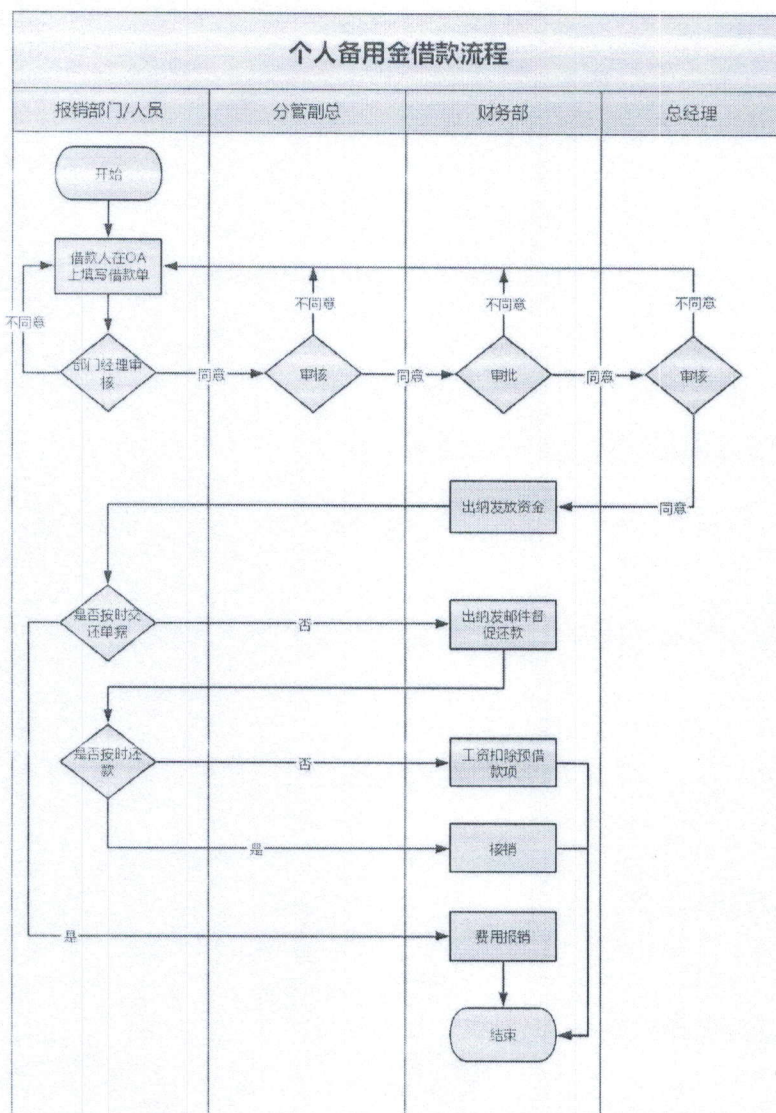 个人备用金借款流程
报销部门/人员
分管副总
财务部
总经理
开始
借款人在OA
上填写借款单
不同意
不同意
不同意
不同意
部门经理审
核
同意
审核
同意
审批
同意
审核
出纳发放资金
同意
是否按时交
还单据
否
出纳发邮件督
促还款
是否按时还
款
否
工资扣除预借
款项
是
核销
是
费用报销
结束